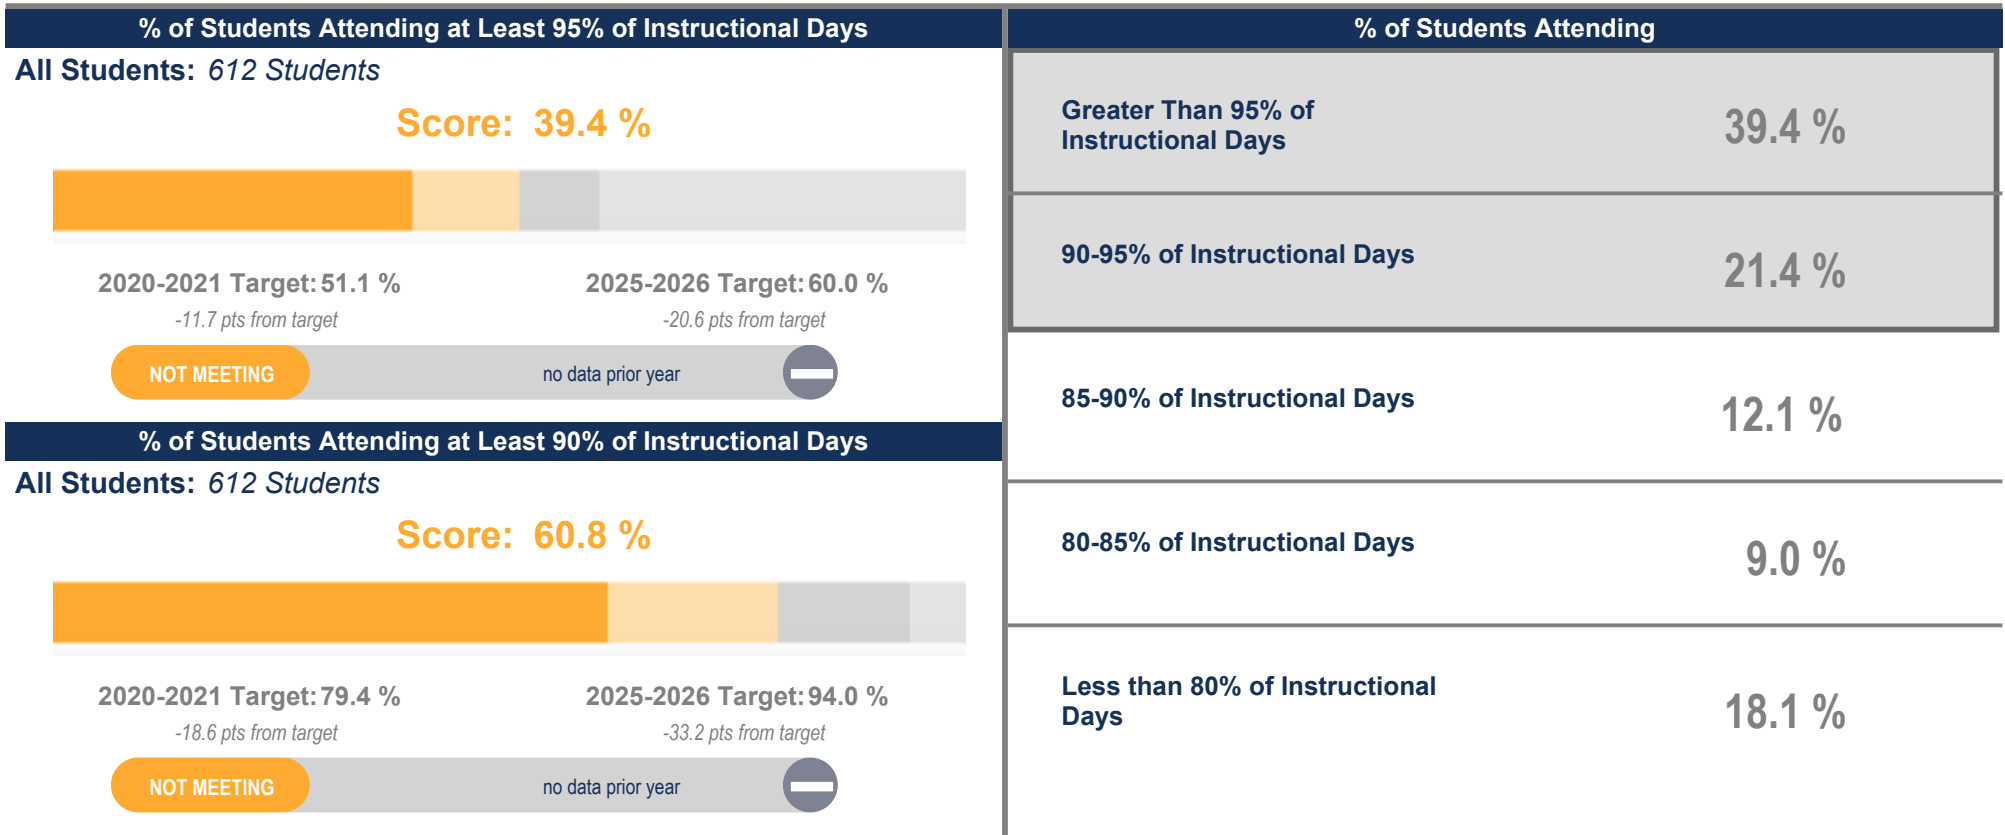 % of Students Attending at Least 95% of Instructional Days
All Students: 612 Students
Score: 39.4 %
2020-2021 Target: 51.1 %
-11.7 pts from target
2025-2026 Target: 60.0 %
-20.6 pts from target
NOT MEETING
no data prior year
% of Students Attending at Least 90% of Instructional Days
All Students: 612 Students
Score: 60.8 %
2020-2021 Target: 79.4 %
-18.6 pts from target
2025-2026 Target: 94.0 %
-33.2 pts from target
NOT MEETING
no data prior year
% of Students Attending
Greater Than 95% of
Instructional Days
39.4 %
90-95% of Instructional Days
21.4 %
85-90% of Instructional Days
12.1 %
80-85% of Instructional Days
9.0 %
Less than 80% of Instructional
Days
18.1 %